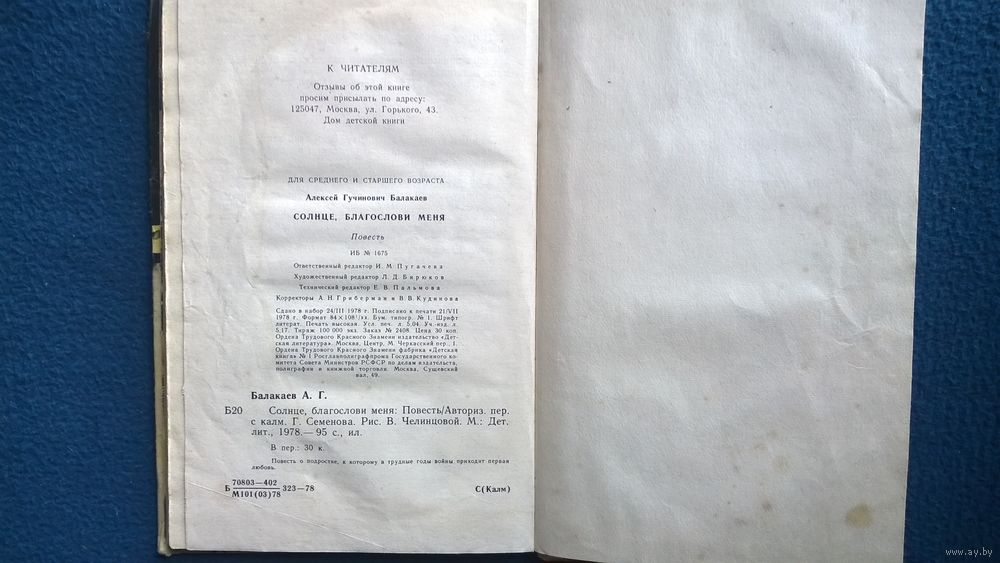 К ЧИТАТЕЛЯМ
Отзывы об этой книге
просим присылать по адресу:
125047, Москва, ул. Горького, 43.
Дом детской книги
ДЛЯ СРЕДНЕГО И СТАРШЕГО ВОЗРАСТА
Алексей Гучинович Балакаев
СОЛНЦЕ, БЛАГОСЛОВИ МЕНЯ
Повесть
ИБ № 1675
Ответственный редактор И. М. Пугачева
Художественный редактор Л. Д. Бирюков
Технический редактор Е. В. Пальмова
Корректоры А. Н. Гриберман и В. В. Кудинова
Сдано в набор 24/III 1978 г. Подписано к печати 21/VII
1978 г. Формат 84×108¹/₃₂. Бум. типогр. № 1. Шрифт
литерат. Печать высокая. Усл. печ. л. 5,04. Уч.-изд. л.
5,17. Тираж 100 000 экз. Заказ № 2408. Цена 30 коп.
Ордена Трудового Красного Знамени издательство «Дет-
ская литература». Москва, Центр, М. Черкасский пер., 1.
Ордена Трудового Красного Знамени фабрика «Детская
книга» № 1 Росглавполиграфпрома Государственного ко-
митета Совета Министров РСФСР по делам издательств,
полиграфии и книжной торговли. Москва, Сущевский
вал, 49.
Балакаев А. Г.
Б20 Солнце, благослови меня: Повесть/Авториз. пер.
с калм. Г. Семенова. Рис. В. Челинцовой. М.: Дет.
лит., 1978.— 95 с., ил.
В пер.: 30 к.
Повесть о подростке, к которому в трудные годы войны приходит первая
любовь.
Б 70803—402
М101(03)78 323—78
С(Калм)
www.ay.by